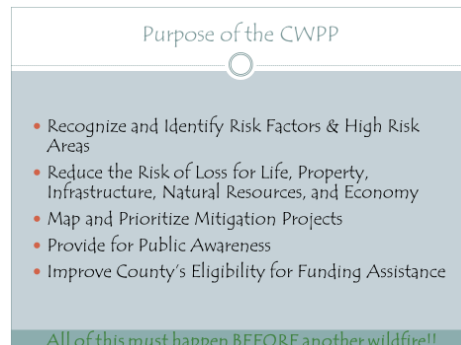 Purpose of the CWPP
Recognize and Identify Risk Factors & High Risk
Areas
Reduce the Risk of Loss for Life, Property,
Infrastructure, Natural Resources, and Economy
Map and Prioritize Mitigation Projects
Provide for Public Awareness
Improve County's Eligibility for Funding Assistance
All of this must happen BEFORE another wildfire!!